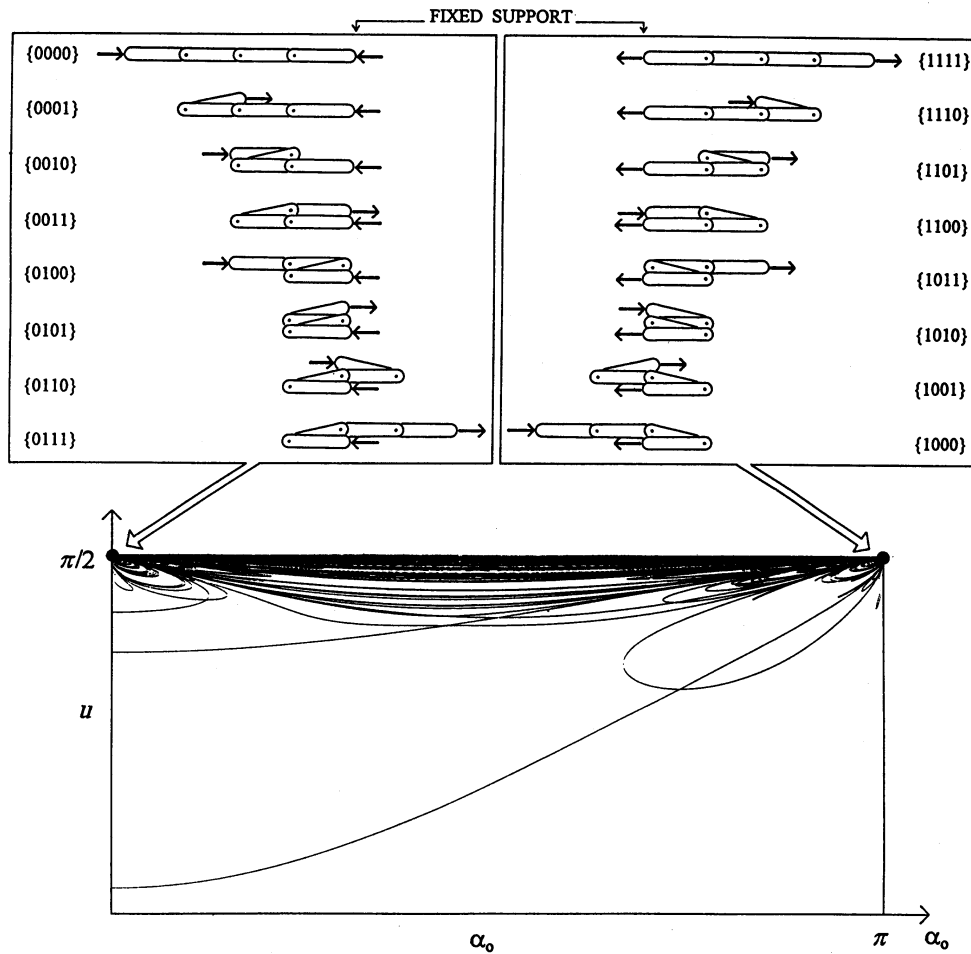 FIXED SUPPORT
{0000}
{0001}
{0010}
{0011}
{0100}
{0101}
{0110}
{0111}
{1111}
{1110}
{1101}
{1100}
{1011}
{1010}
{1001}
{1000}
π/2
u
α₀
π
α₀